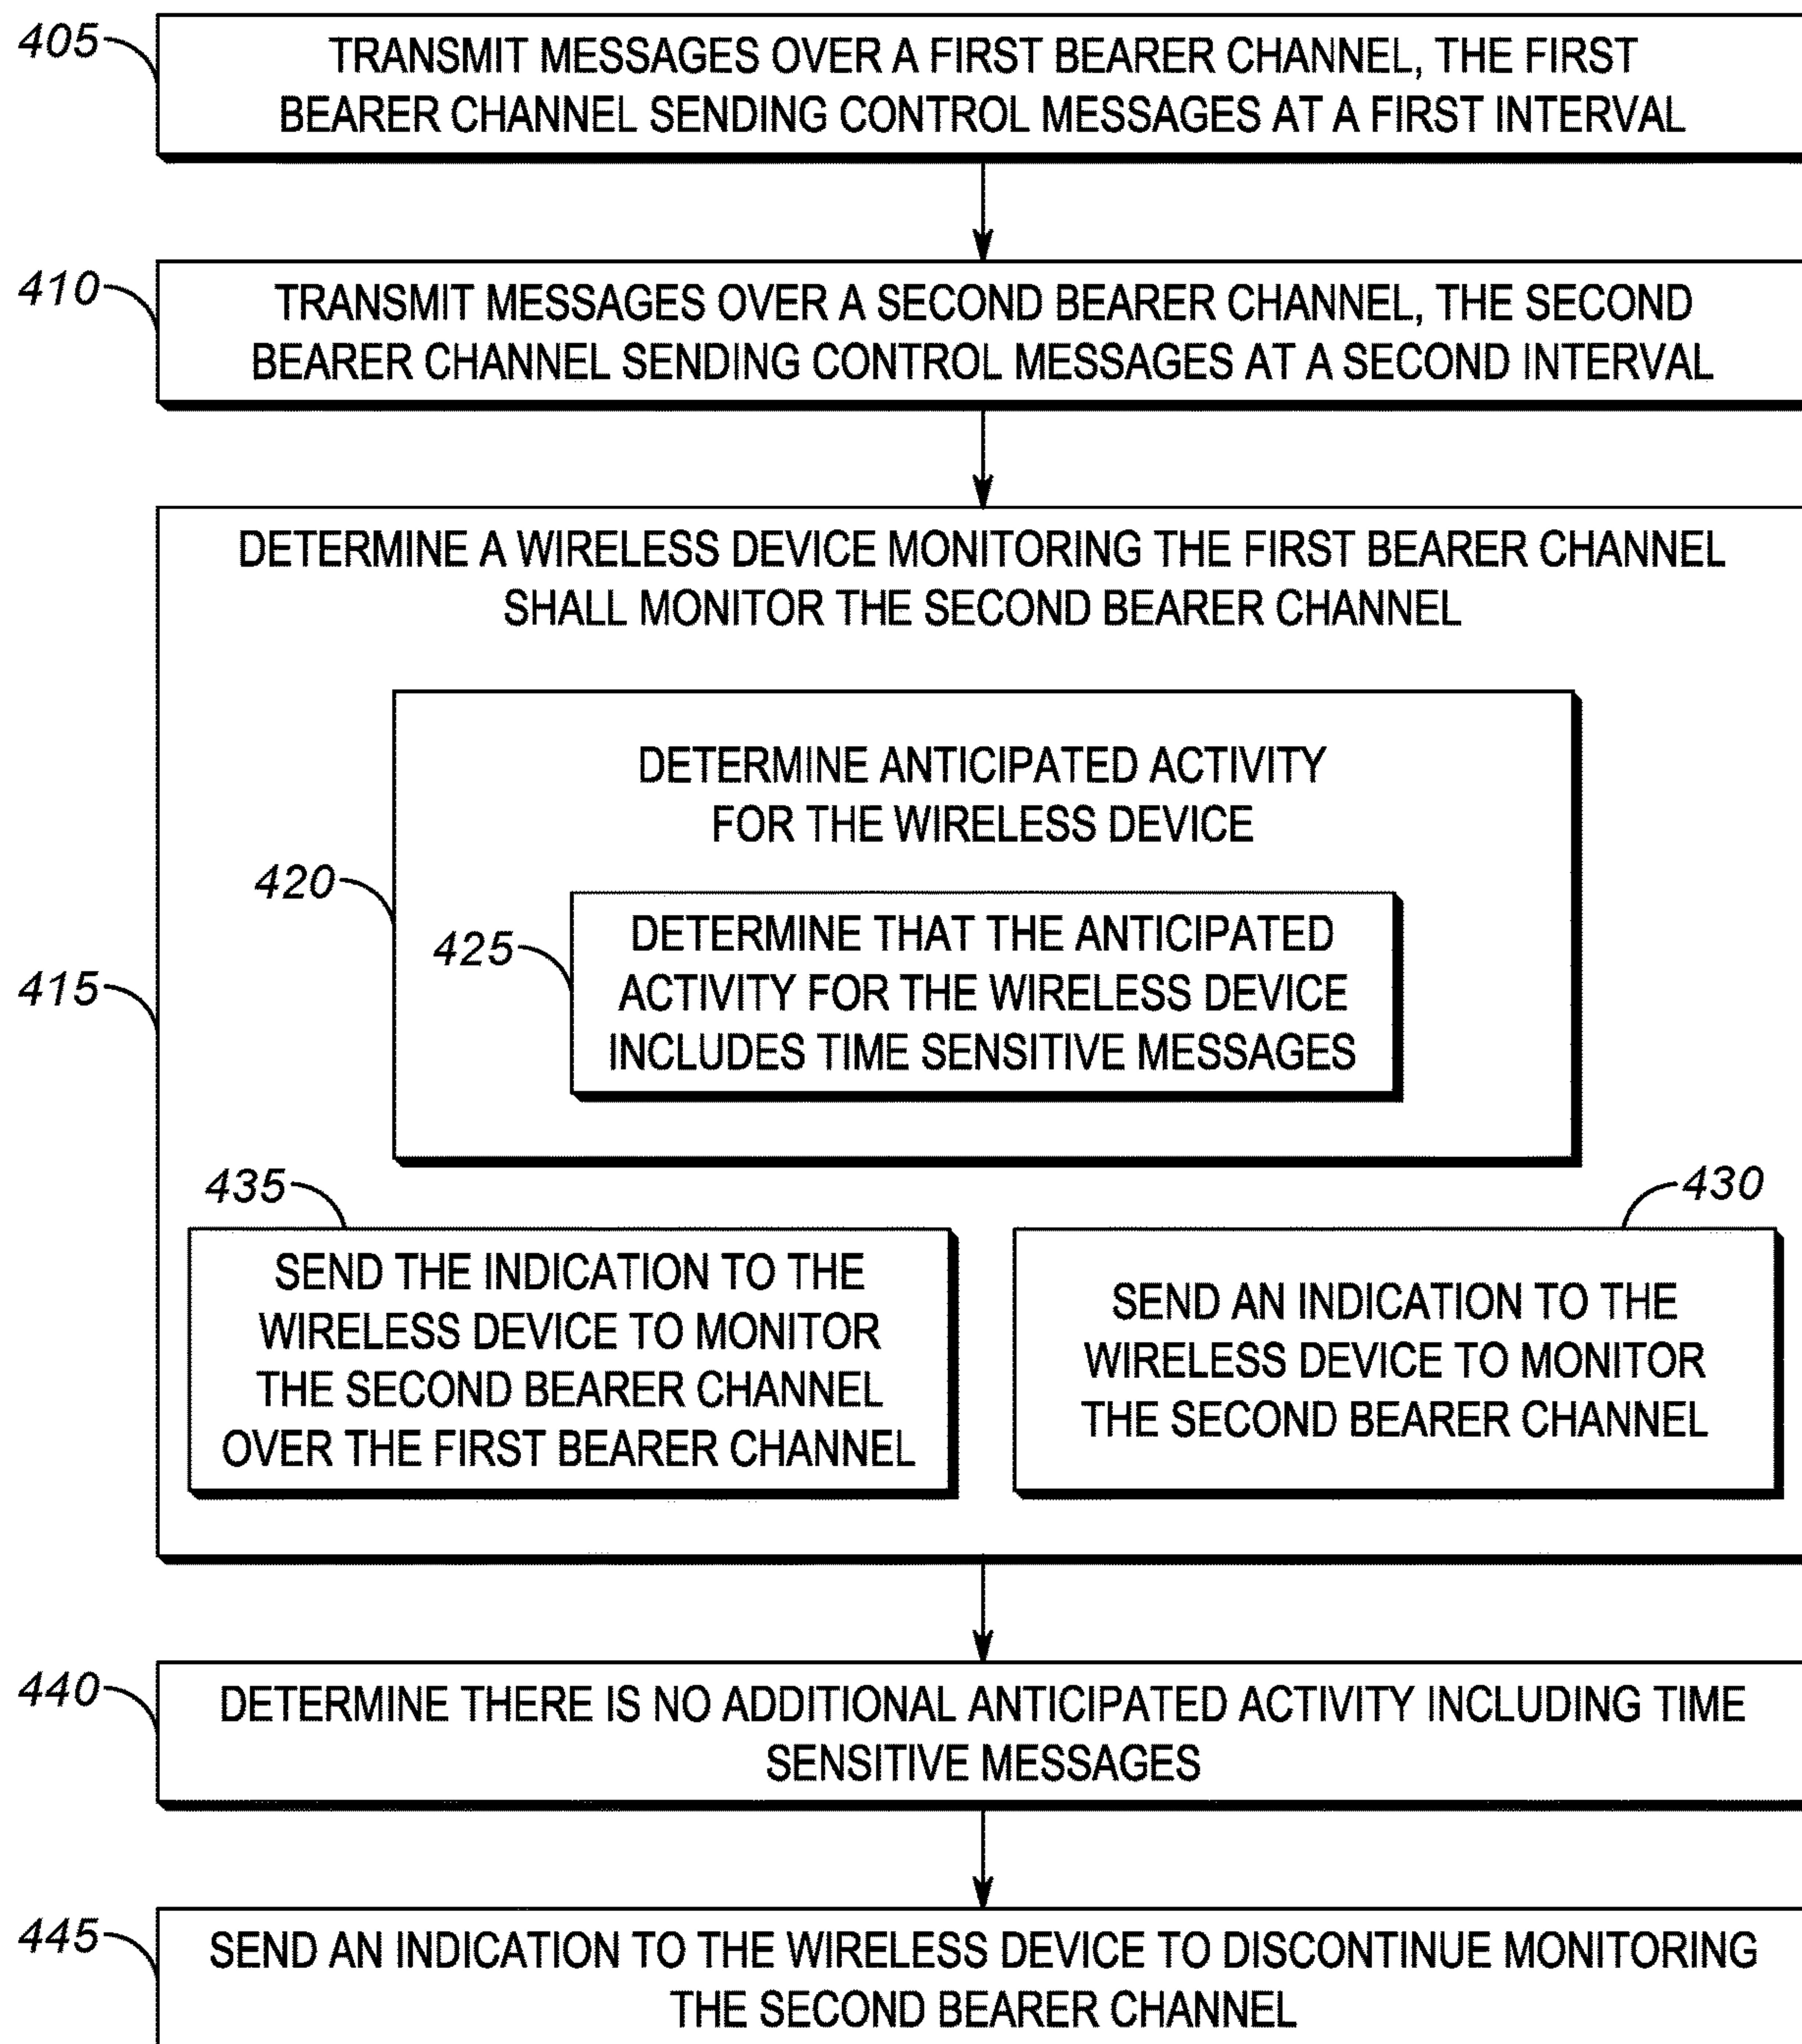 405
TRANSMIT MESSAGES OVER A FIRST BEARER CHANNEL, THE FIRST
BEARER CHANNEL SENDING CONTROL MESSAGES AT A FIRST INTERVAL
410
TRANSMIT MESSAGES OVER A SECOND BEARER CHANNEL, THE SECOND
BEARER CHANNEL SENDING CONTROL MESSAGES AT A SECOND INTERVAL
415
DETERMINE A WIRELESS DEVICE MONITORING THE FIRST BEARER CHANNEL
SHALL MONITOR THE SECOND BEARER CHANNEL
420
DETERMINE ANTICIPATED ACTIVITY
FOR THE WIRELESS DEVICE
425
DETERMINE THAT THE ANTICIPATED
ACTIVITY FOR THE WIRELESS DEVICE
INCLUDES TIME SENSITIVE MESSAGES
435
SEND THE INDICATION TO THE
WIRELESS DEVICE TO MONITOR
THE SECOND BEARER CHANNEL
OVER THE FIRST BEARER CHANNEL
430
SEND AN INDICATION TO THE
WIRELESS DEVICE TO MONITOR
THE SECOND BEARER CHANNEL
440
DETERMINE THERE IS NO ADDITIONAL ANTICIPATED ACTIVITY INCLUDING TIME
SENSITIVE MESSAGES
445
SEND AN INDICATION TO THE WIRELESS DEVICE TO DISCONTINUE MONITORING
THE SECOND BEARER CHANNEL